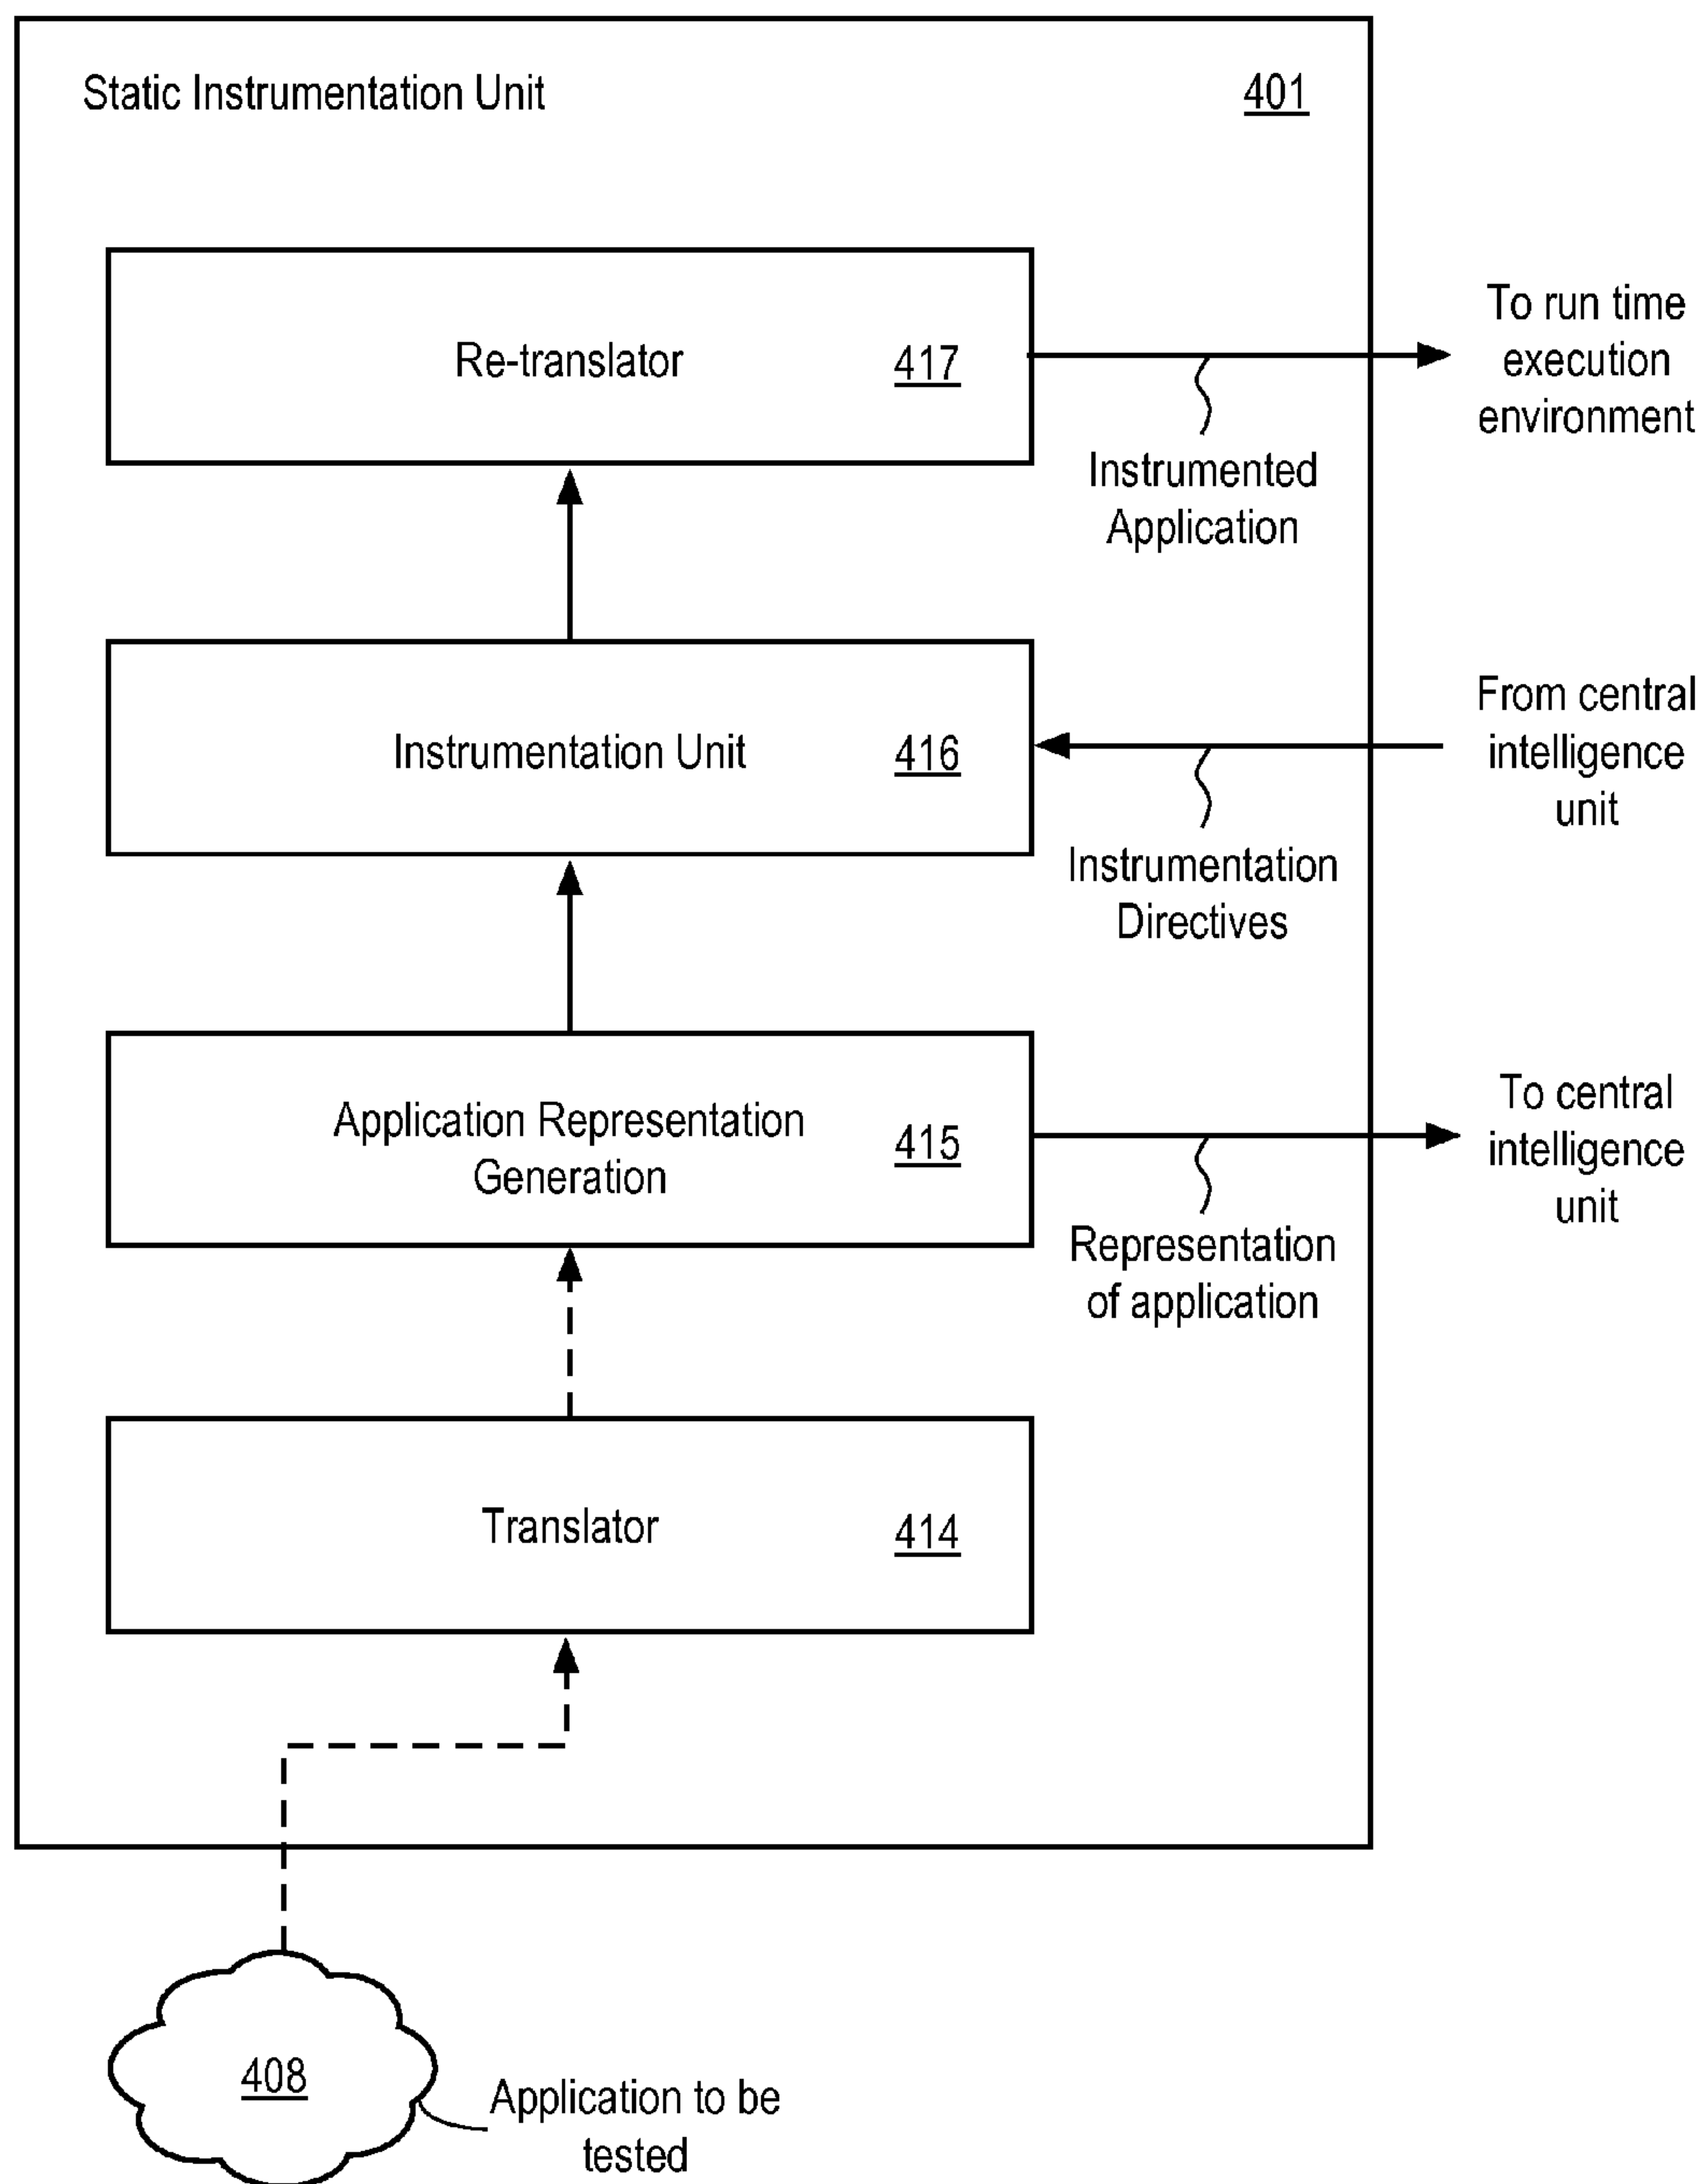 Static Instrumentation Unit
401
Re-translator
417
To run time
execution
environment
Instrumented
Application
Instrumentation Unit
416
From central
intelligence
unit
Instrumentation
Directives
Application Representation
Generation
415
To central
intelligence
unit
Representation
of application
Translator
414
408
Application to be
tested